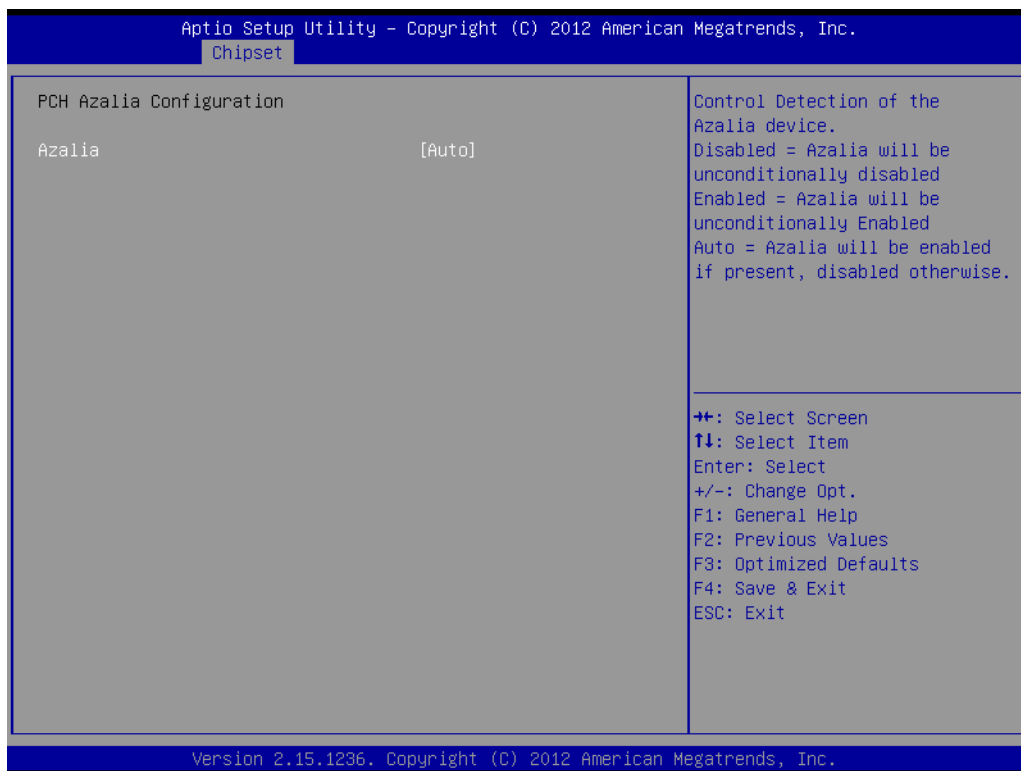 Aptio Setup Utility – Copyright (C) 2012 American Megatrends, Inc.
Chipset
PCH Azalia Configuration
Azalia [Auto]
Control Detection of the
Azalia device.
Disabled = Azalia will be
unconditionally disabled
Enabled = Azalia will be
unconditionally Enabled
Auto = Azalia will be enabled
if present, disabled otherwise.
→←: Select Screen
↑↓: Select Item
Enter: Select
+/-: Change Opt.
F1: General Help
F2: Previous Values
F3: Optimized Defaults
F4: Save & Exit
ESC: Exit
Version 2.15.1236. Copyright (C) 2012 American Megatrends, Inc.